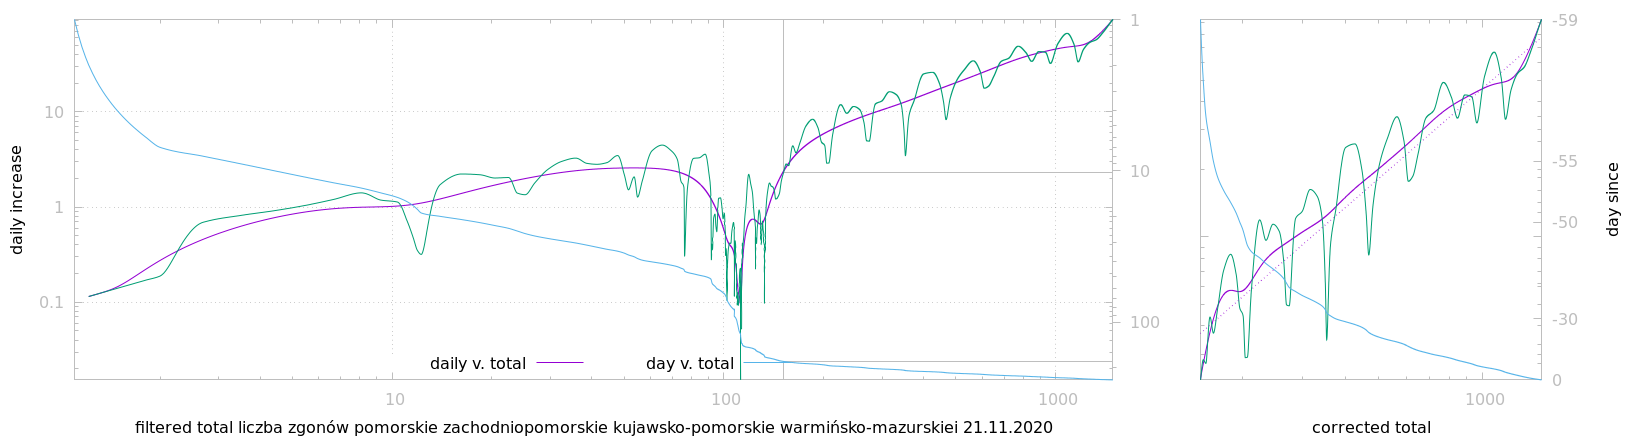 1
-59
10
10
-55
daily increase
1
-50
day since
0.1
100
-30
daily v. total
day v. total
0
10
100
1000
1000
filtered total liczba zgonów pomorskie zachodniopomorskie kujawsko-pomorskie warmińsko-mazurskiei 21.11.2020
corrected total